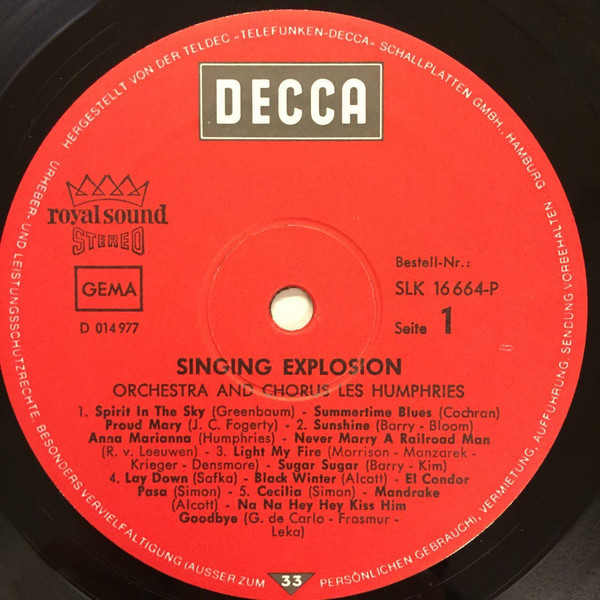 HERGESTELLT VON DER TELDEC »TELEFUNKEN-DECCA« SCHALLPLATTEN GMBH., HAMBURG
DECCA
royal sound
STEREO
GEMA
D 014977
Bestell-Nr.:
SLK 16 664-P
Seite 1
SINGING EXPLOSION
ORCHESTRA AND CHORUS LES HUMPHRIES
1. Spirit In The Sky (Greenbaum) - Summertime Blues (Cochran)
Proud Mary (J. C. Fogerty) - 2. Sunshine (Barry - Bloom)
Anna Marianna (Humphries) - Never Marry A Railroad Man
(R. v. Leeuwen) - 3. Light My Fire (Morrison - Manzarek -
Krieger - Densmore) - Sugar Sugar (Barry - Kim)
4. Lay Down (Safka) - Black Winter (Alcott) - El Condor
Pasa (Simon) - 5. Cecilia (Simon) - Mandrake
(Alcott) - Na Na Hey Hey Kiss Him
Goodbye (G. de Carlo - Frasmur -
Leka)
URHEBER- UND LEISTUNGSSCHUTZRECHTE, BESONDERS VERVIELFÄLTIGUNG (AUSSER ZUM PERSÖNLICHEN GEBRAUCH), VERMIETUNG, AUFFÜHRUNG, SENDUNG VORBEHALTEN
33